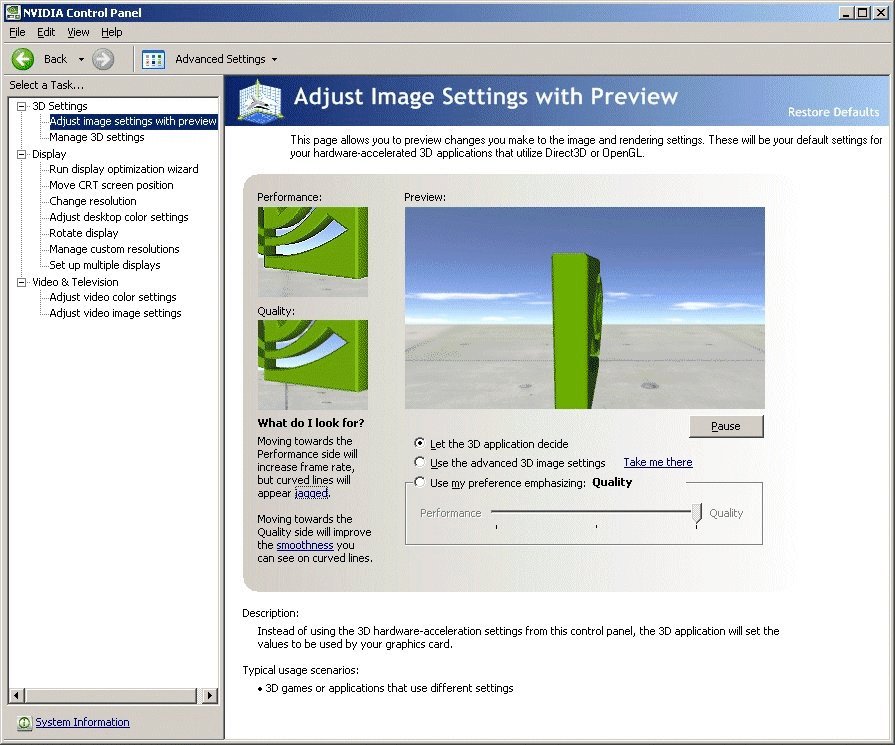 NVIDIA Control Panel
File Edit View Help
Back Advanced Settings
Select a Task...
3D Settings
Adjust image settings with preview
Manage 3D settings
Display
Run display optimization wizard
Move CRT screen position
Change resolution
Adjust desktop color settings
Rotate display
Manage custom resolutions
Set up multiple displays
Video & Television
Adjust video color settings
Adjust video image settings
System Information
Adjust Image Settings with Preview
Restore Defaults
This page allows you to preview changes you make to the image and rendering settings. These will be your default settings for
your hardware-accelerated 3D applications that utilize Direct3D or OpenGL.
Performance:
Quality:
What do I look for?
Moving towards the
Performance side will
increase frame rate,
but curved lines will
appear jagged.
Moving towards the
Quality side will improve
the smoothness you
can see on curved lines.
Preview:
Pause
Let the 3D application decide
Use the advanced 3D image settings Take me there
Use my preference emphasizing: Quality
Performance Quality
Description:
Instead of using the 3D hardware-acceleration settings from this control panel, the 3D application will set the
values to be used by your graphics card.
Typical usage scenarios:
• 3D games or applications that use different settings